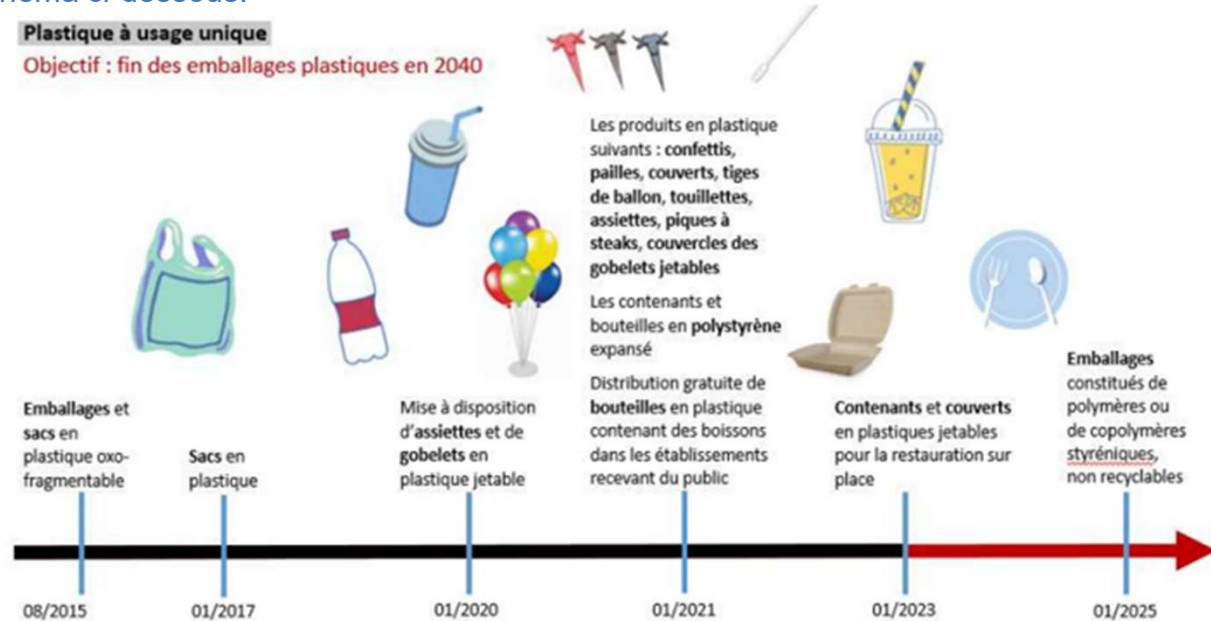 schéma ci-dessous.
Plastique à usage unique
Objectif : fin des emballages plastiques en 2040
Les produits en plastique
suivants : confettis,
pailles, couverts, tiges
de ballon, touillettes,
assiettes, piques à
steaks, couvercles des
gobelets jetables
Les contenants et
bouteilles en polystyrène
expansé
Distribution gratuite de
bouteilles en plastique
contenant des boissons
dans les établissements
recevant du public
Emballages et
sacs en
plastique oxo-
fragmentable
Sacs en
plastique
Mise à disposition
d'assiettes et de
gobelets en
plastique jetable
Contenants et couverts
en plastiques jetables
pour la restauration sur
place
Emballages
constitués de
polymères ou
de copolymères
styréniques,
non recyclables
08/2015
01/2017
01/2020
01/2021
01/2023
01/2025